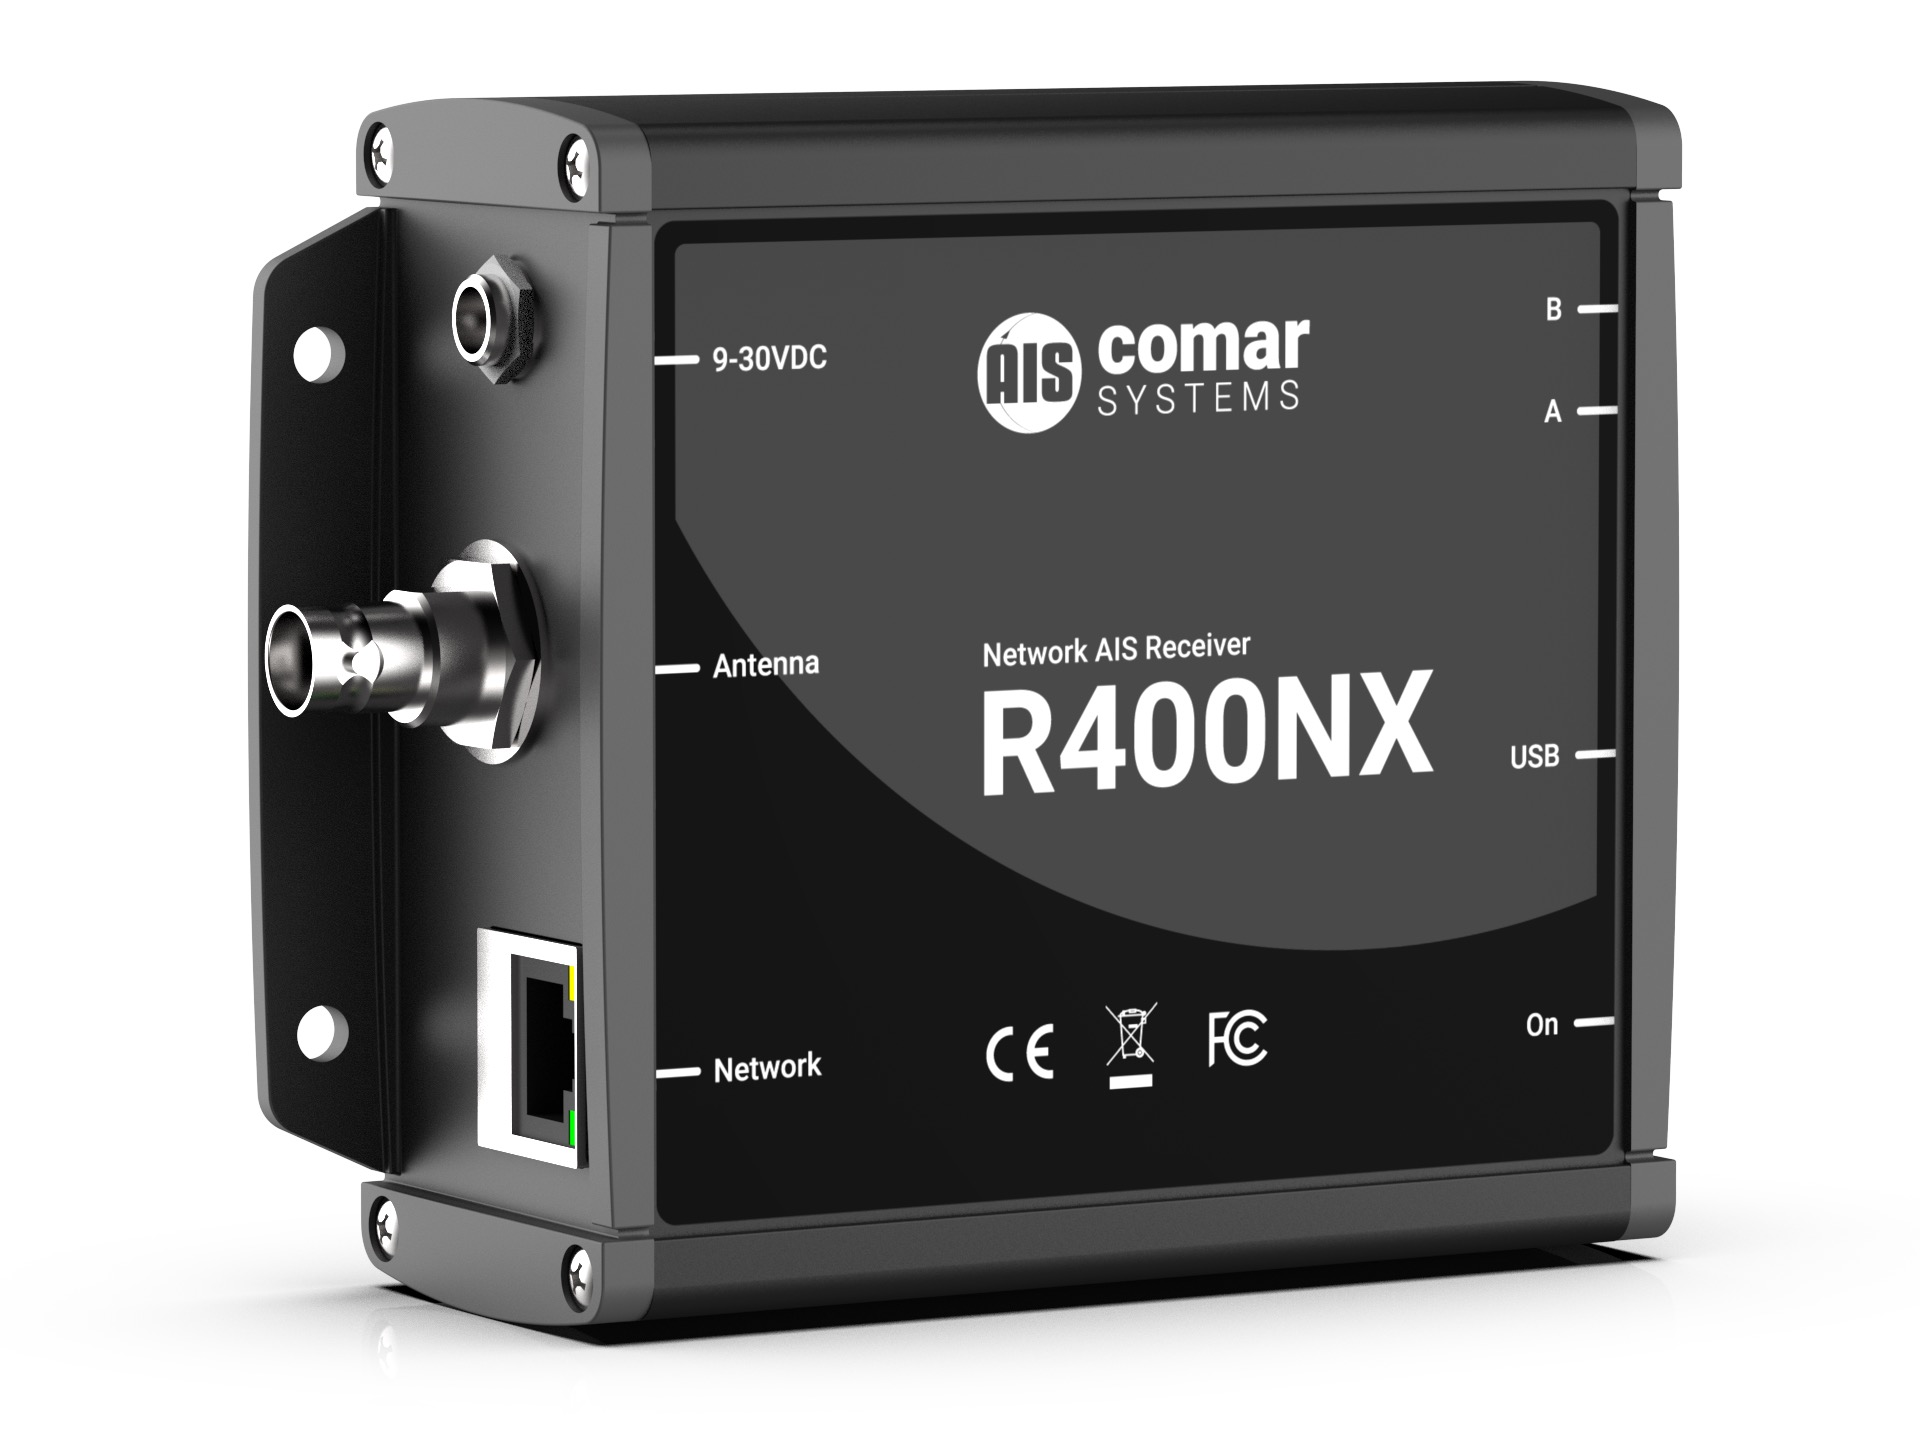 9-30VDC
AIS comar
SYSTEMS
B
A
Antenna
Network AIS Receiver
R400NX
USB
Network
CE
FC
On